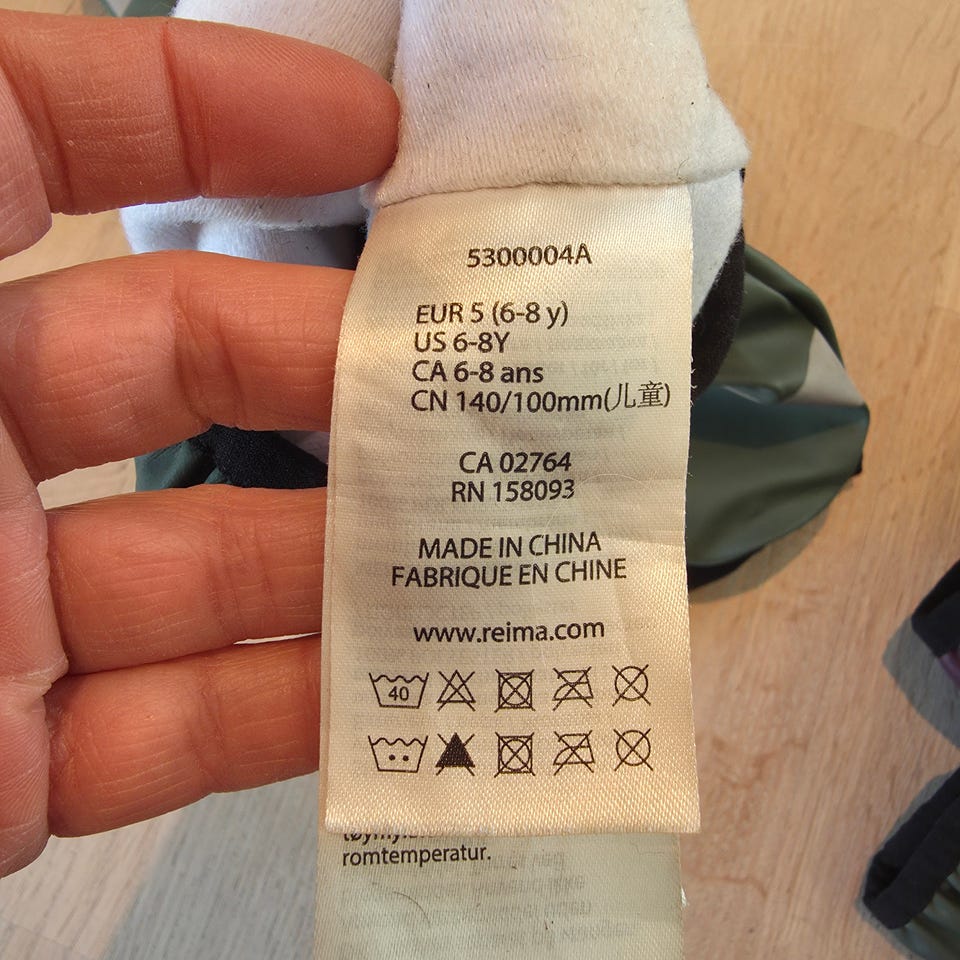 5300004A
EUR 5 (6-8 y)
US 6-8Y
CA 6-8 ans
CN 140/100mm(儿童)
CA 02764
RN 158093
MADE IN CHINA
FABRIQUE EN CHINE
www.reima.com
40
romtemperatur.